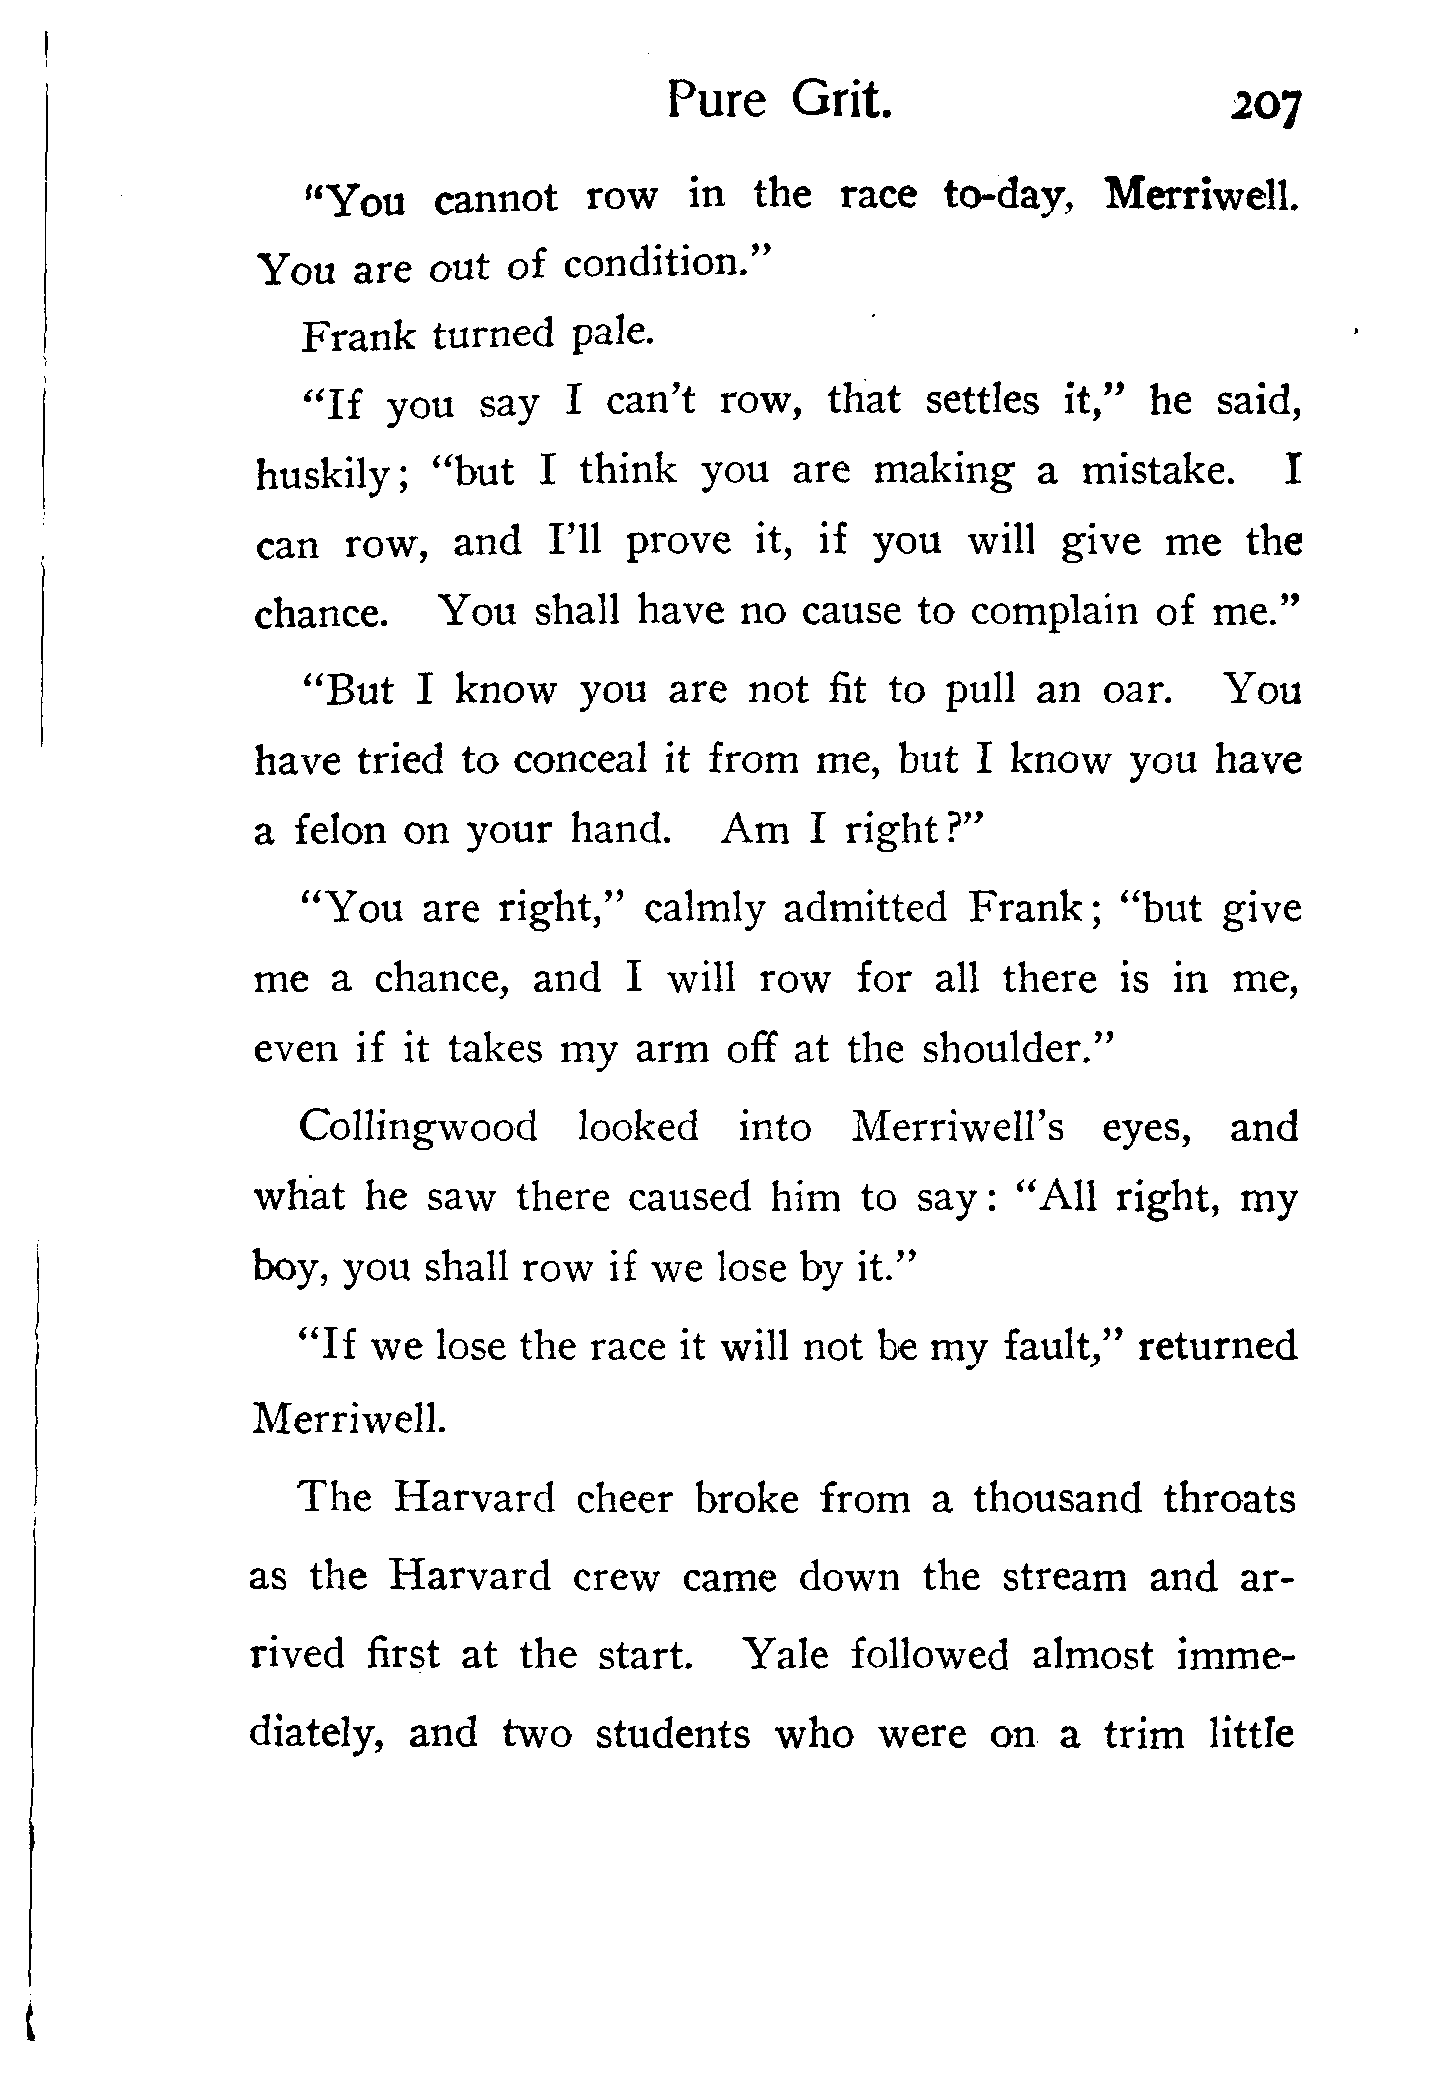 Pure Grit. 207
"You cannot row in the race to-day, Merriwell.
You are out of condition."
Frank turned pale.
"If you say I can't row, that settles it," he said,
huskily; "but I think you are making a mistake. I
can row, and I'll prove it, if you will give me the
chance. You shall have no cause to complain of me."
"But I know you are not fit to pull an oar. You
have tried to conceal it from me, but I know you have
a felon on your hand. Am I right?"
"You are right," calmly admitted Frank; "but give
me a chance, and I will row for all there is in me,
even if it takes my arm off at the shoulder."
Collingwood looked into Merriwell's eyes, and
what he saw there caused him to say: "All right, my
boy, you shall row if we lose by it."
"If we lose the race it will not be my fault," returned
Merriwell.
The Harvard cheer broke from a thousand throats
as the Harvard crew came down the stream and ar-
rived first at the start. Yale followed almost imme-
diately, and two students who were on a trim little